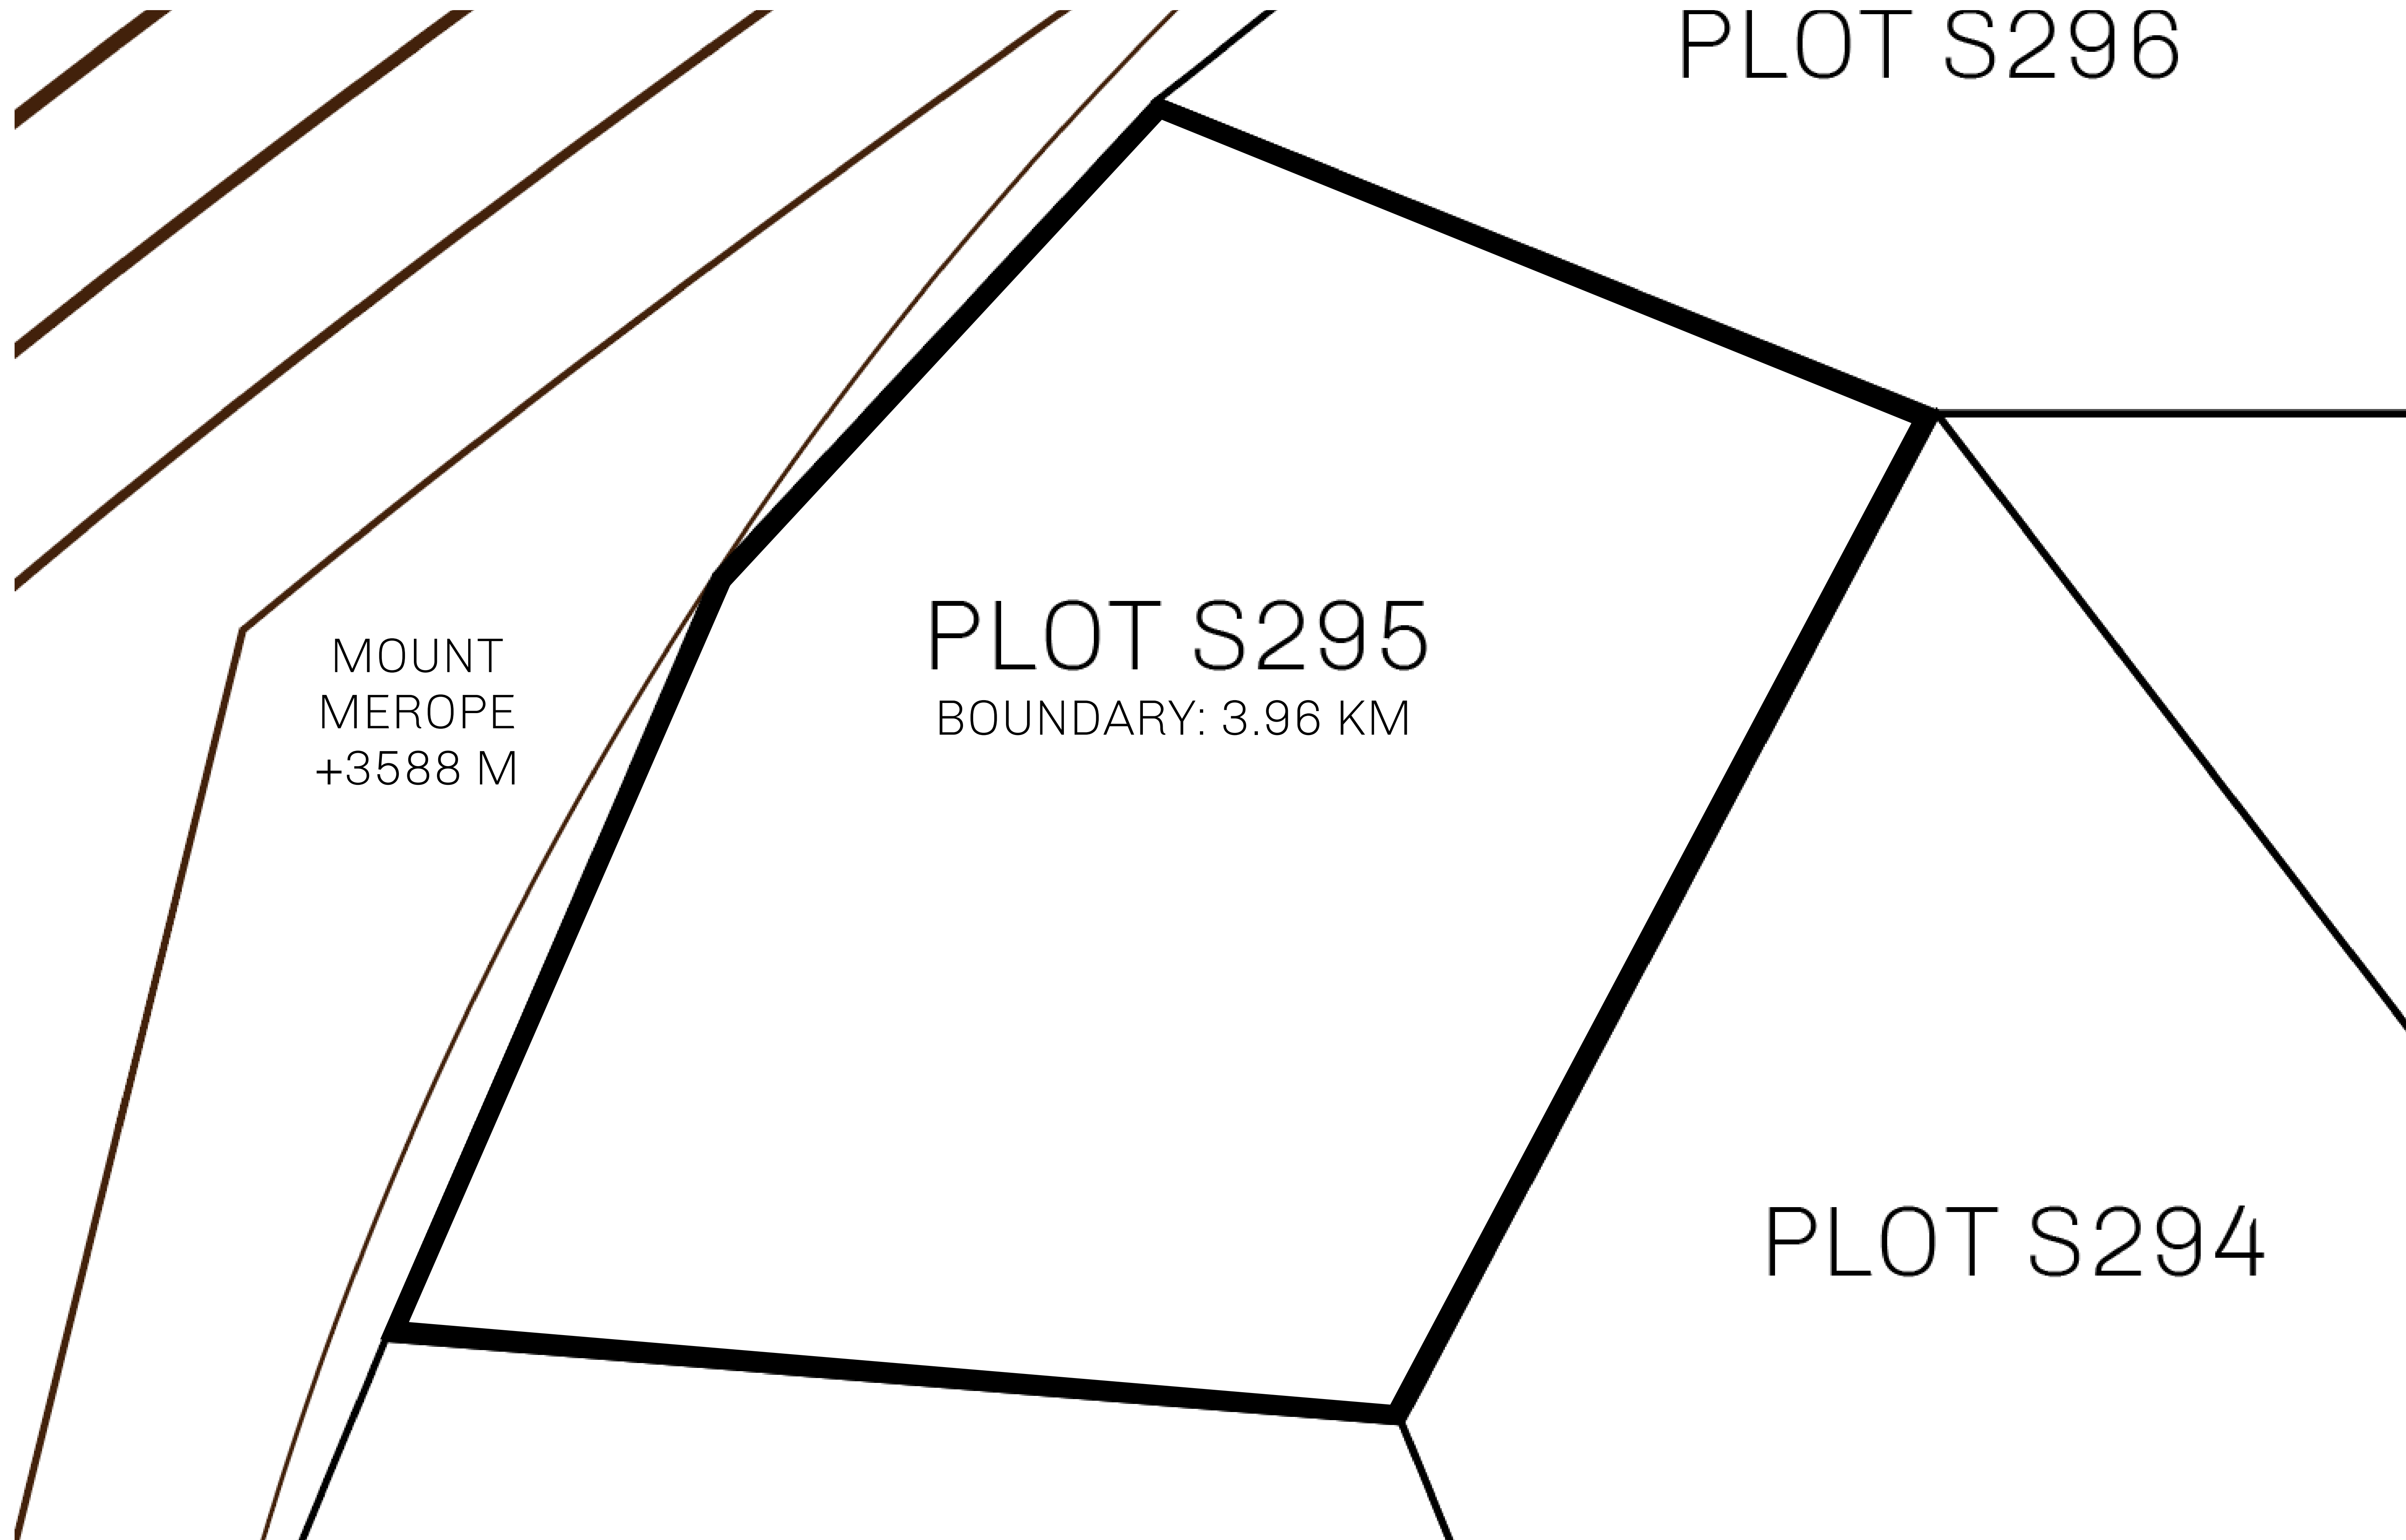 PLOT S296
MOUNT
MEROPE
+3588 M
PLOT S295
BOUNDARY: 3.96 KM
PLOT S294